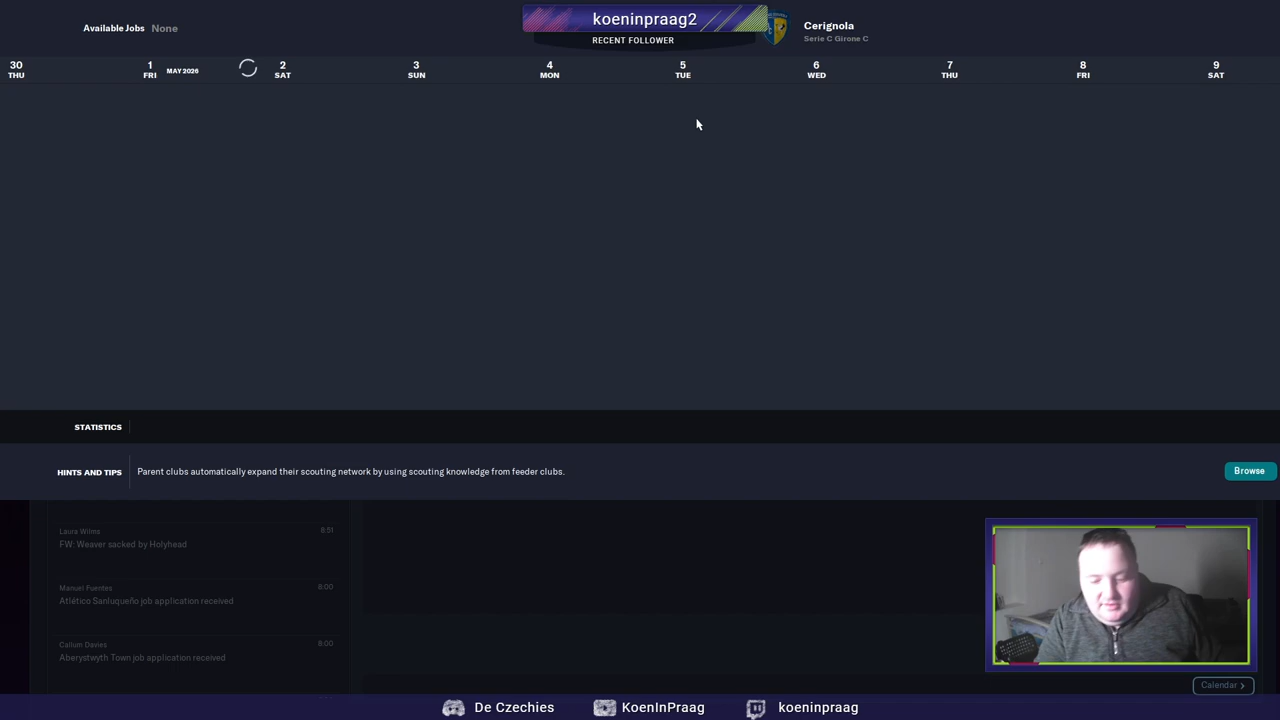 koeninpraag2
RECENT FOLLOWER
Available Jobs None
Cerignola
Serie C Girone C
30 THU
1 FRI MAY 2026
2 SAT
3 SUN
4 MON
5 TUE
6 WED
7 THU
8 FRI
9 SAT
STATISTICS
HINTS AND TIPS Parent clubs automatically expand their scouting network by using scouting knowledge from feeder clubs. Browse
Laura Wilms 8:51
FW: Weaver sacked by Holyhead
Manuel Fuentes 8:00
Atlético Sanluqueño job application received
Callum Davies 8:00
Aberystwyth Town job application received
Calendar
De Czechies KoenInPraag koeninpraag